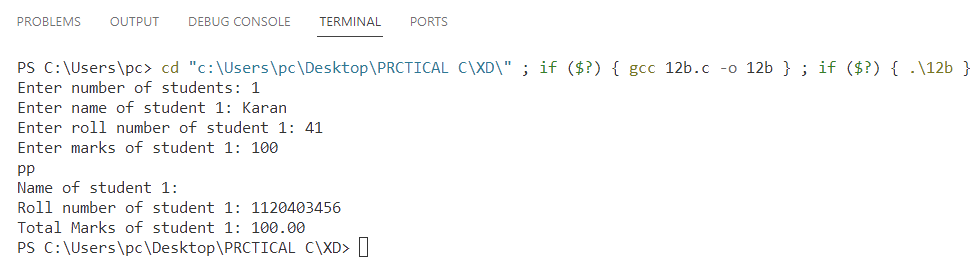 PROBLEMS OUTPUT DEBUG CONSOLE TERMINAL PORTS
PS C:\Users\pc> cd "c:\Users\pc\Desktop\PRCTICAL C\XD\" ; if ($?) { gcc 12b.c -o 12b } ; if ($?) { .\12b }
Enter number of students: 1
Enter name of student 1: Karan
Enter roll number of student 1: 41
Enter marks of student 1: 100
pp
Name of student 1:
Roll number of student 1: 1120403456
Total Marks of student 1: 100.00
PS C:\Users\pc\Desktop\PRCTICAL C\XD>